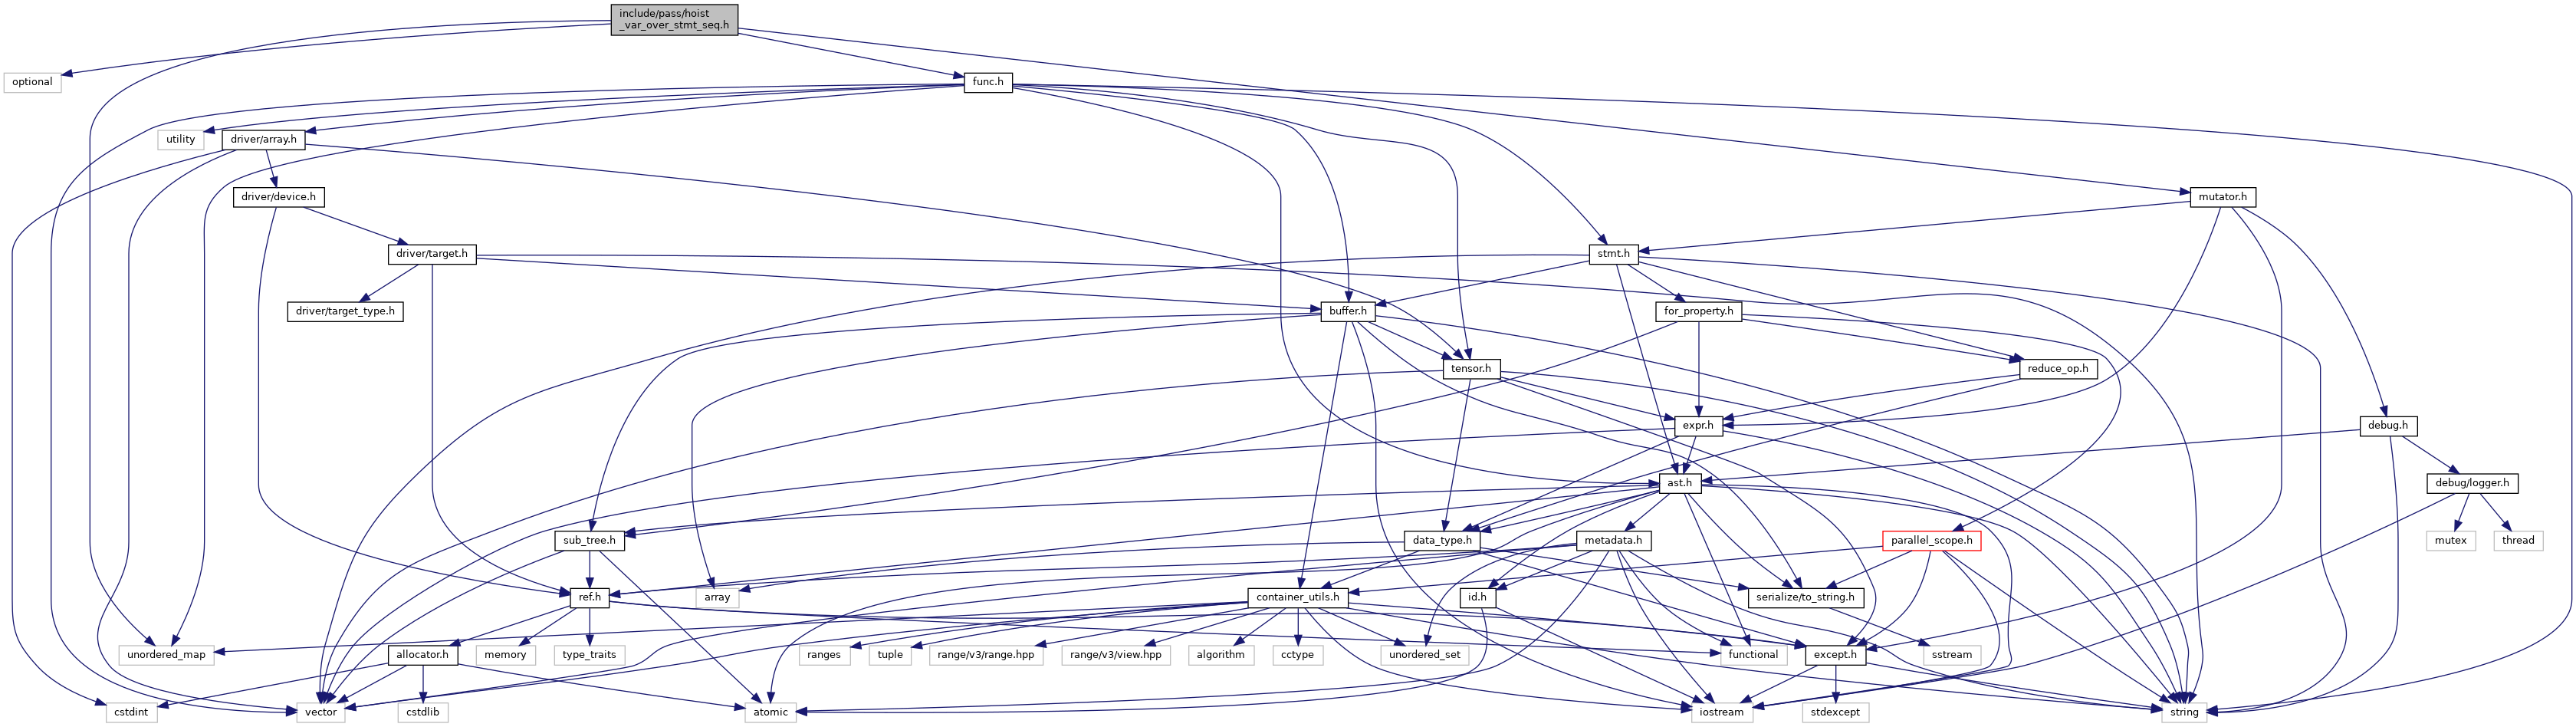 include/pass/hoist
_var_over_stmt_seq.h
optional
func.h
utility
driver/array.h
driver/device.h
mutator.h
driver/target.h
stmt.h
driver/target_type.h
buffer.h
for_property.h
tensor.h
reduce_op.h
expr.h
debug.h
ast.h
debug/logger.h
sub_tree.h
data_type.h
metadata.h
parallel_scope.h
mutex
thread
ref.h
array
container_utils.h
id.h
serialize/to_string.h
unordered_map
allocator.h
memory
type_traits
ranges
tuple
range/v3/range.hpp
range/v3/view.hpp
algorithm
cctype
unordered_set
functional
except.h
sstream
cstdint
vector
cstdlib
atomic
iostream
stdexcept
string